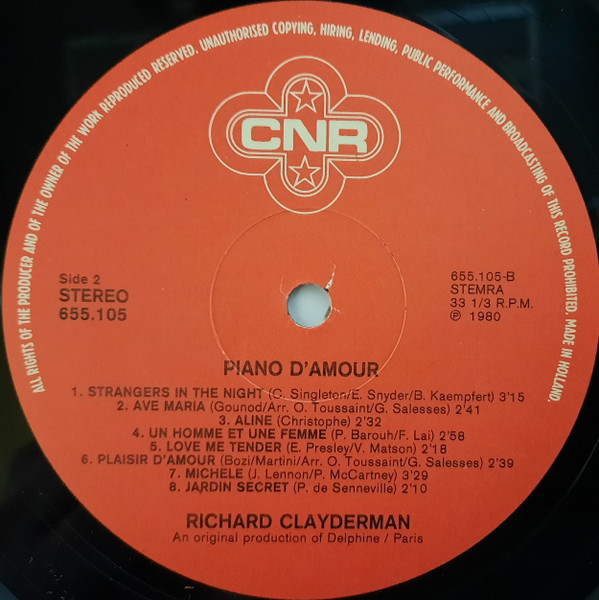 ALL RIGHTS OF THE PRODUCER AND OF THE OWNER OF THE WORK REPRODUCED RESERVED. UNAUTHORISED COPYING, HIRING, LENDING, PUBLIC PERFORMANCE AND BROADCASTING OF THIS RECORD PROHIBITED. MADE IN HOLLAND.
CNR
Side 2
STEREO
655.105
655.105-B
STEMRA
33 1/3 R.P.M.
℗ 1980
PIANO D'AMOUR
1. STRANGERS IN THE NIGHT (C. Singleton/E. Snyder/B. Kaempfert) 3'15
2. AVE MARIA (Gounod/Arr. O. Toussaint/G. Salesses) 2'41
3. ALINE (Christophe) 2'32
4. UN HOMME ET UNE FEMME (P. Barouh/F. Lai) 2'58
5. LOVE ME TENDER (E. Presley/V. Matson) 2'18
6. PLAISIR D'AMOUR (Bozi/Martini/Arr. O. Toussaint/G. Salesses) 2'39
7. MICHELE (J. Lennon/P. McCartney) 3'29
8. JARDIN SECRET (P. de Senneville) 2'10
RICHARD CLAYDERMAN
An original production of Delphine / Paris